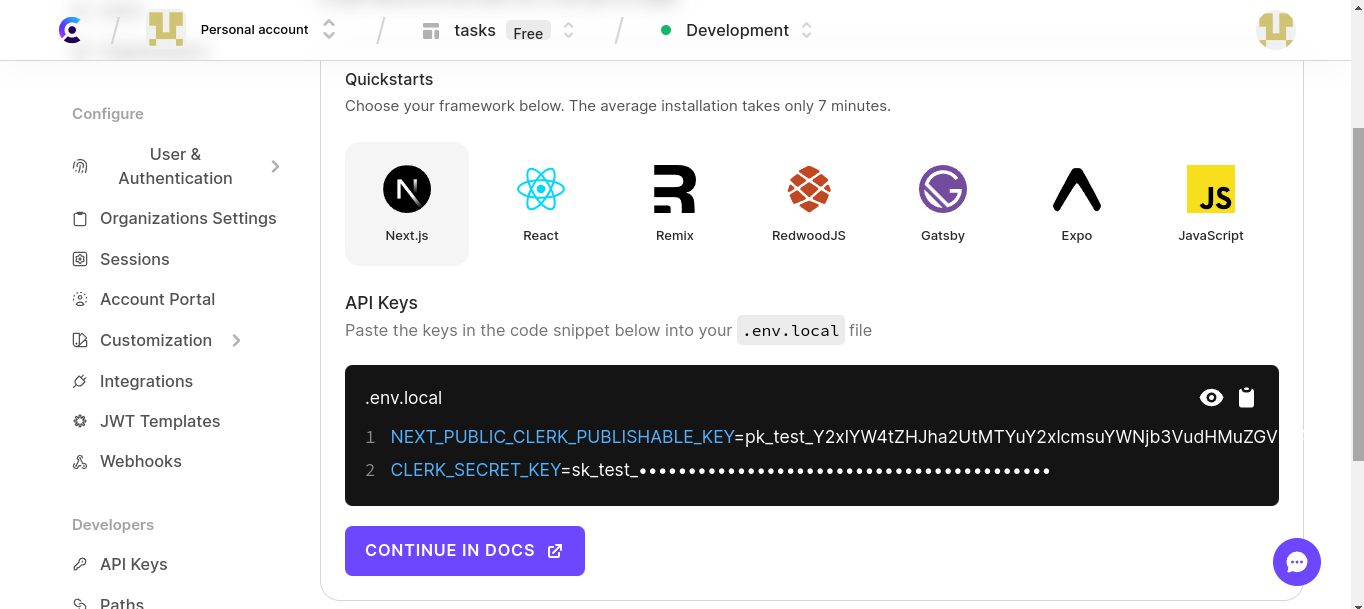 Personal account
tasks
Free
Development
Configure
User &
Authentication
Organizations Settings
Sessions
Account Portal
Customization
Integrations
JWT Templates
Webhooks
Developers
API Keys
Paths
Quickstarts
Choose your framework below. The average installation takes only 7 minutes.
Next.js
React
Remix
RedwoodJS
Gatsby
Expo
JS
JavaScript
API Keys
Paste the keys in the code snippet below into your .env.local file
.env.local
1 NEXT_PUBLIC_CLERK_PUBLISHABLE_KEY=pk_test_Y2xlYW4tZHJha2UtMTYuY2xlcmsuYWNjb3VudHMuZGV
2 CLERK_SECRET_KEY=sk_test_••••••••••••••••••••••••••••••••••••••••••
CONTINUE IN DOCS